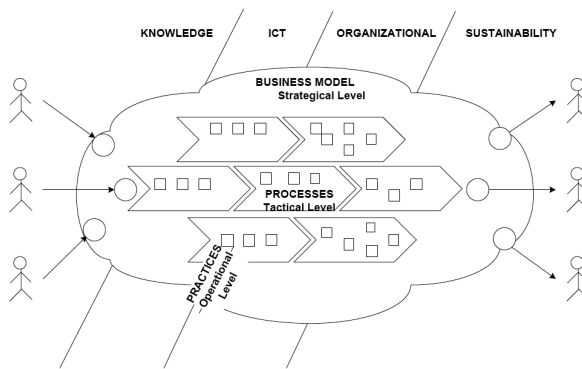 KNOWLEDGE
ICT
ORGANIZATIONAL
SUSTAINABILITY
BUSINESS MODEL
Strategical Level
PROCESSES
Tactical Level
PRACTICES
Operational
Level